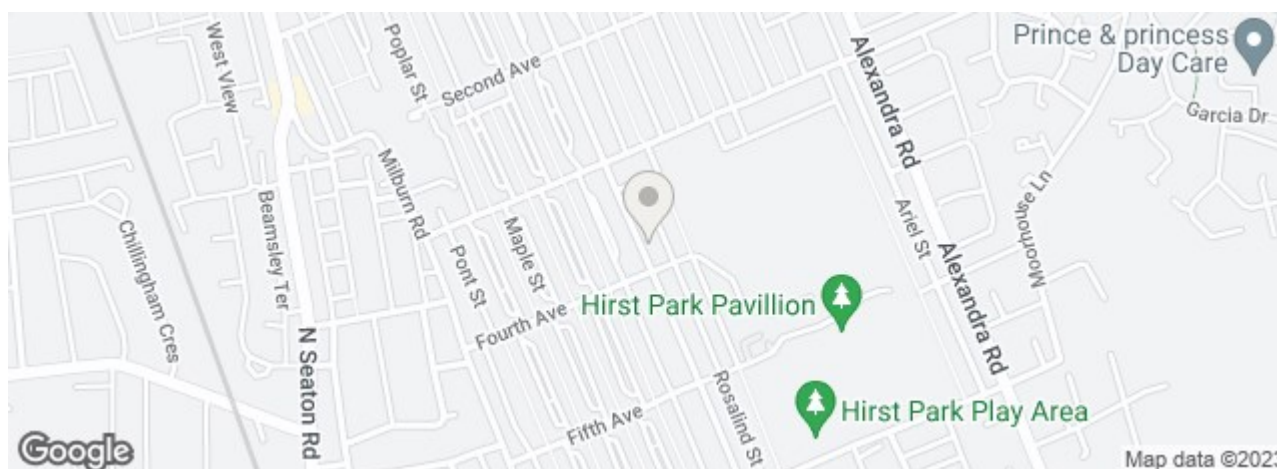 West View
Poplar St
Second Ave
Alexandra Rd
Prince & princess
Day Care
Garcia Dr
Milburn Rd
Beamsley Ter
Chillingham Cres
Pont St
Maple St
Ariel St
Moorhouse Ln
N Seaton Rd
Fourth Ave
Hirst Park Pavillion
Alexandra Rd
Fifth Ave
Rosalind St
Hirst Park Play Area
Google
Map data ©202